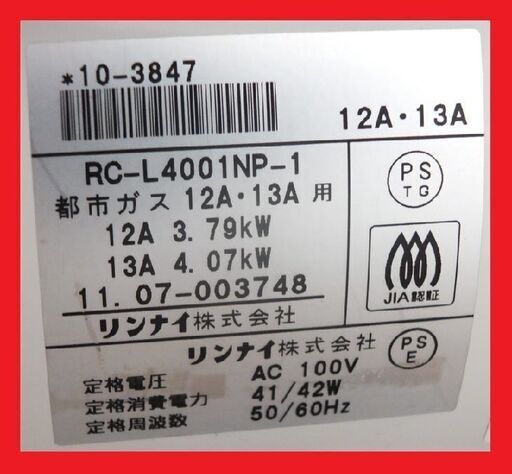 *10-3847
12A・13A
RC-L4001NP-1
都市ガス 12A・13A 用
12A 3.79kW
13A 4.07kW
11. 07-003748
リンナイ株式会社
PS
TG
JIA認証
リンナイ株式会社
定格電圧 AC 100V
定格消費電力 41/42W
定格周波数 50/60Hz
PS
E